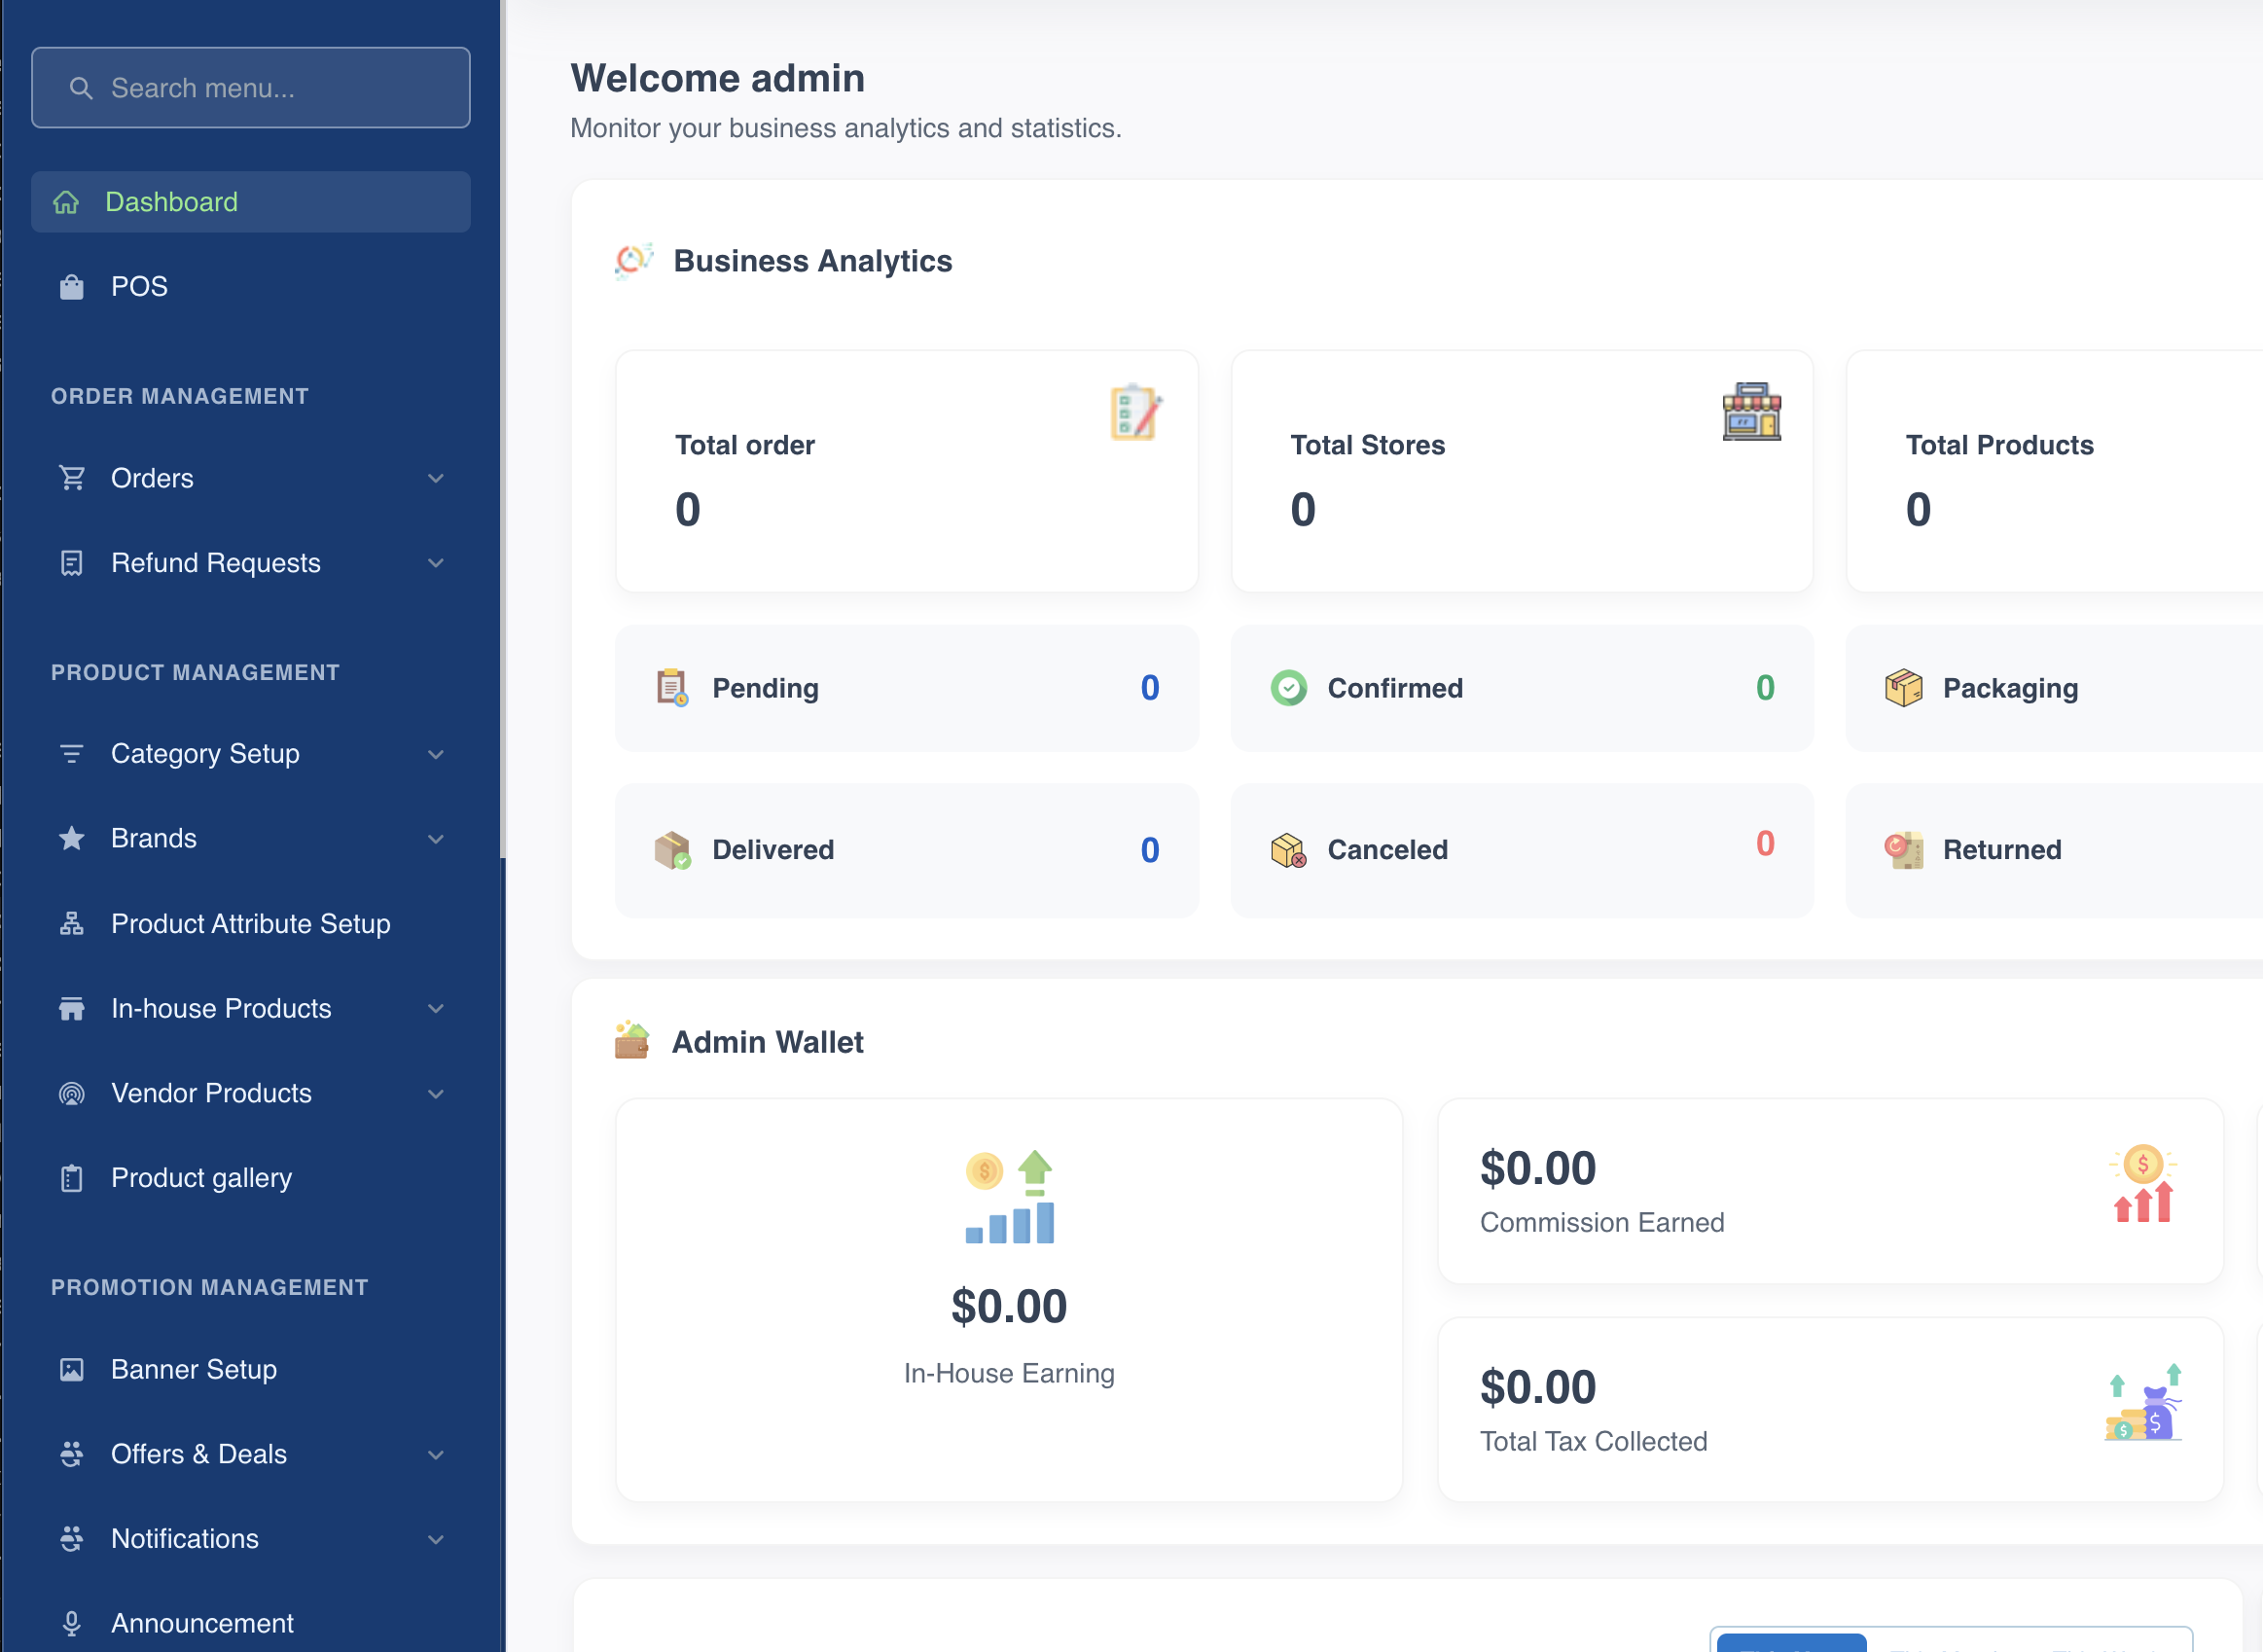 Search menu...
Dashboard
POS
ORDER MANAGEMENT
Orders
Refund Requests
PRODUCT MANAGEMENT
Category Setup
Brands
Product Attribute Setup
In-house Products
Vendor Products
Product gallery
PROMOTION MANAGEMENT
Banner Setup
Offers & Deals
Notifications
Announcement
Welcome admin
Monitor your business analytics and statistics.
Business Analytics
Total order
0
Total Stores
0
Total Products
0
Pending 0
Confirmed 0
Packaging
Delivered 0
Canceled 0
Returned
Admin Wallet
$0.00
In-House Earning
$0.00
Commission Earned
$0.00
Total Tax Collected